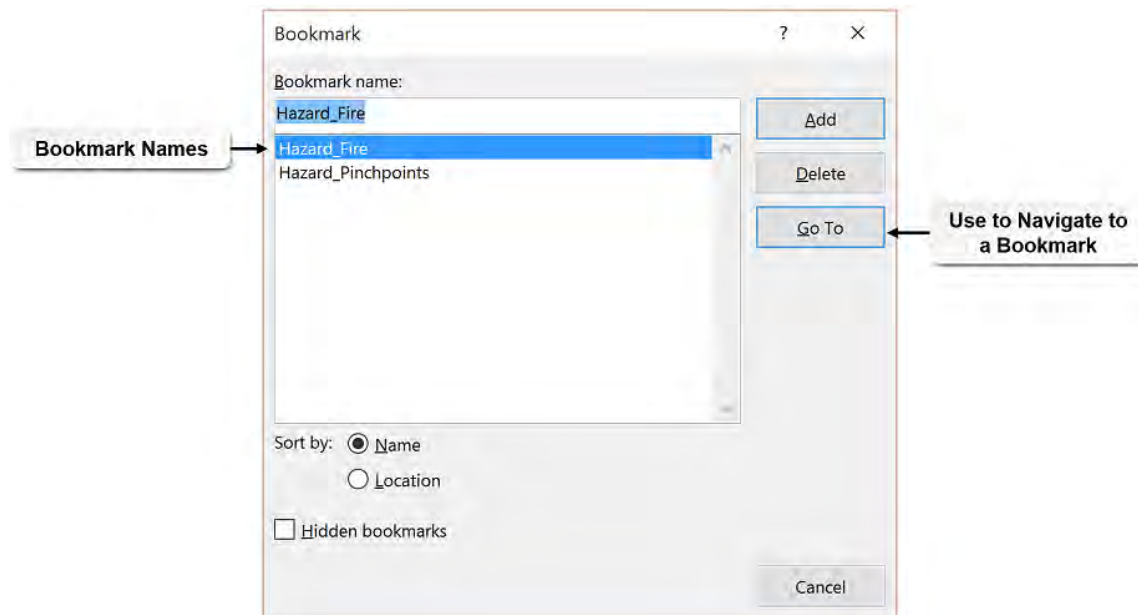 Bookmark
?
×
Bookmark name:
Hazard_Fire
Add
Bookmark Names
Hazard_Fire
Hazard_Pinchpoints
Delete
Go To
Use to Navigate to
a Bookmark
Sort by:
Name
Location
Hidden bookmarks
Cancel